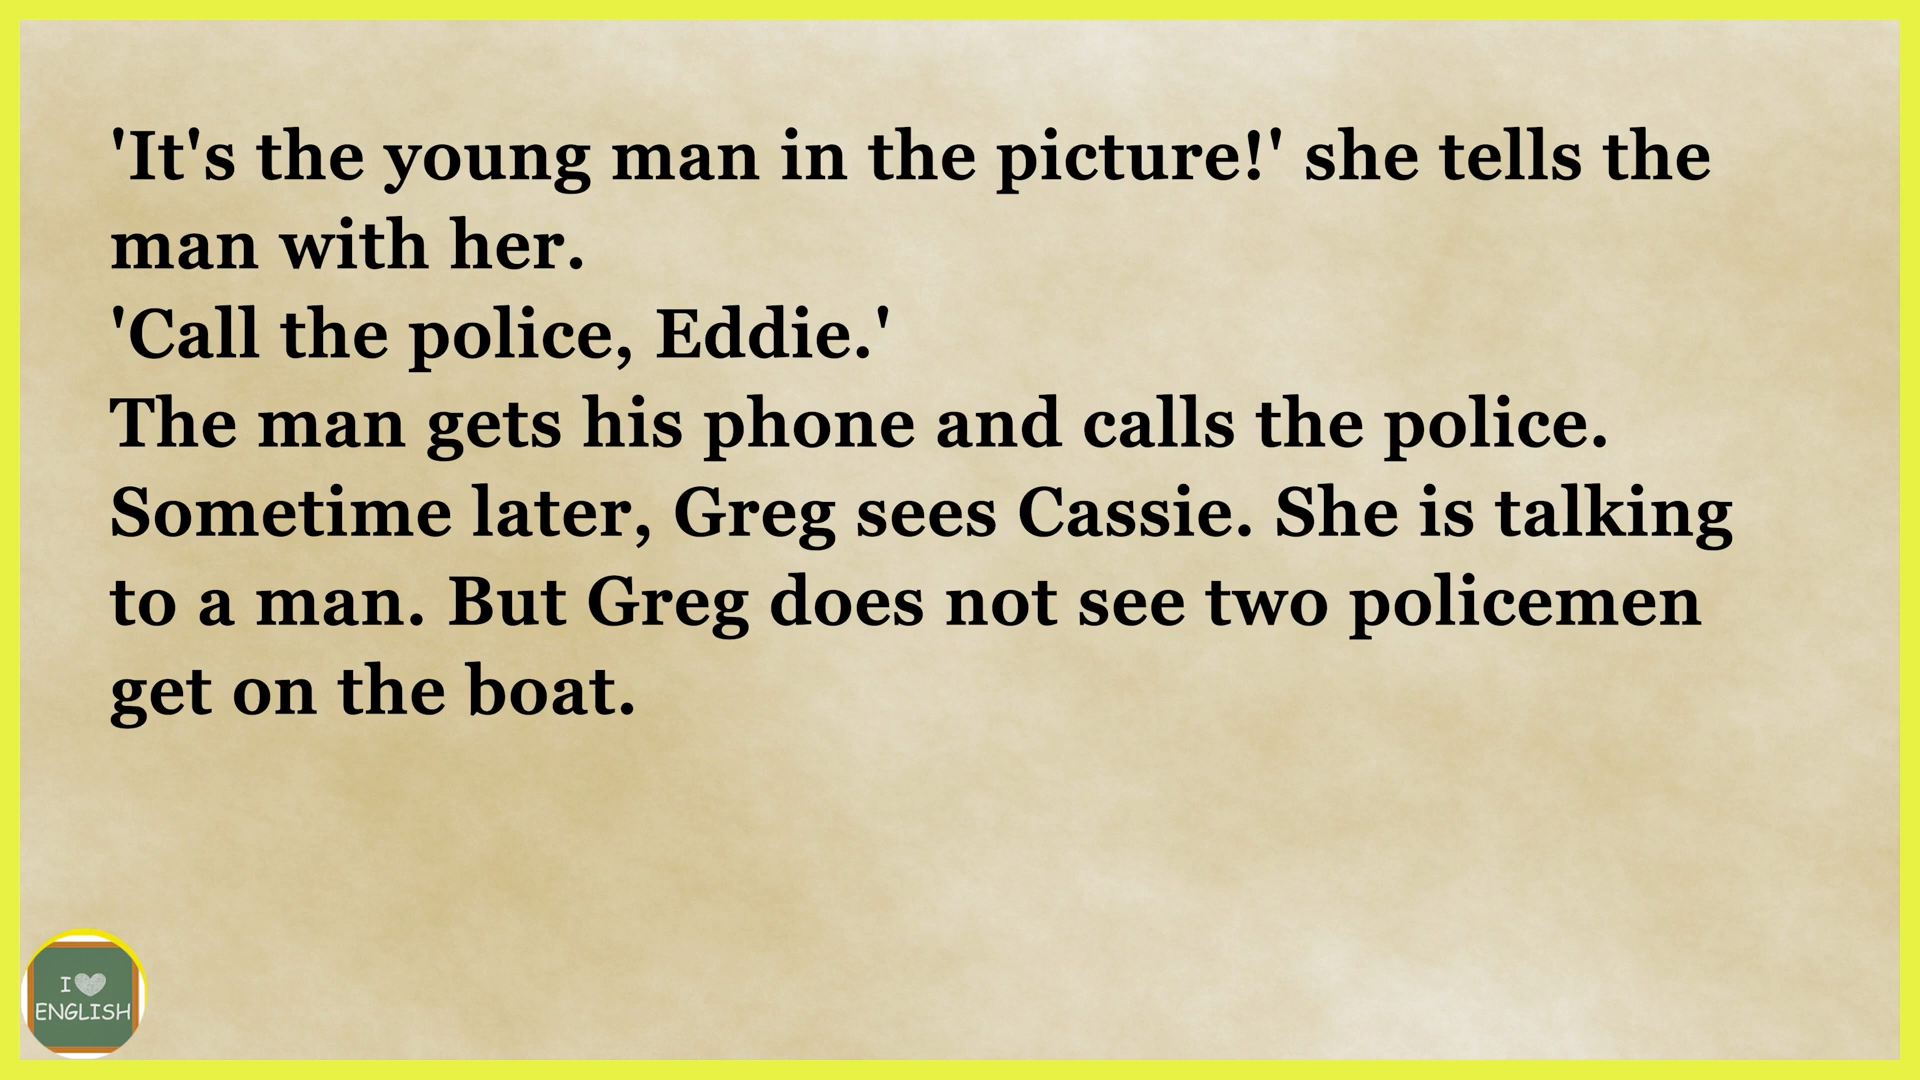 'It's the young man in the picture!' she tells the
man with her.
'Call the police, Eddie.'
The man gets his phone and calls the police.
Sometime later, Greg sees Cassie. She is talking
to a man. But Greg does not see two policemen
get on the boat.
I
ENGLISH